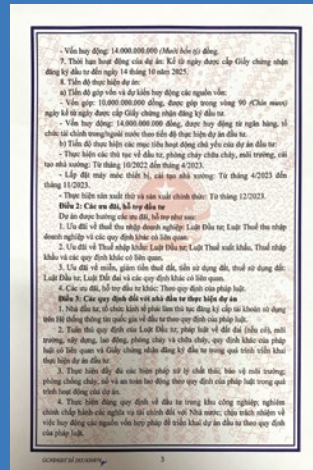 - Vốn huy động: 14.000.000.000 (Mười bốn tỷ) đồng.
7. Thời hạn hoạt động của dự án: Kể từ ngày được cấp Giấy chứng nhận
đăng ký đầu tư đến ngày 14 tháng 10 năm 2025.
8. Tiến độ thực hiện dự án:
a) Tiến độ góp vốn và dự kiến huy động các nguồn vốn:
- Vốn góp: 10.000.000.000 đồng, được góp trong vòng 90 (Chín mươi)
ngày kể từ ngày được cấp Giấy chứng nhận đăng ký đầu tư.
- Vốn huy động: 14.000.000.000 đồng, được huy động từ ngân hàng, tổ
chức tài chính trong/ngoài nước theo tiến độ thực hiện dự án đầu tư.
b) Tiến độ thực hiện các mục tiêu hoạt động chủ yếu của dự án đầu tư:
- Thực hiện các thủ tục về đầu tư, phòng cháy chữa cháy, môi trường, cải
tạo nhà xưởng: Từ tháng 10/2022 đến tháng 4/2023.
- Lắp đặt máy móc thiết bị, cải tạo nhà xưởng: Từ tháng 4/2023 đến
tháng 11/2023.
- Thực hiện sản xuất thử và sản xuất chính thức: Từ tháng 12/2023.
Điều 2: Các ưu đãi, hỗ trợ đầu tư
Dự án được hưởng các ưu đãi, hỗ trợ như sau:
1. Ưu đãi về thuế thu nhập doanh nghiệp: Luật Đầu tư; Luật Thuế thu nhập
doanh nghiệp và các quy định khác có liên quan.
2. Ưu đãi về Thuế nhập khẩu: Luật Đầu tư; Luật Thuế xuất khẩu, Thuế nhập
khẩu và các quy định khác có liên quan.
3. Ưu đãi về miễn, giảm tiền thuê đất, tiền sử dụng đất, thuế sử dụng đất:
Luật Đầu tư; Luật Đất đai và các quy định khác có liên quan.
4. Các ưu đãi, hỗ trợ đầu tư khác: Theo quy định của pháp luật.
Điều 3: Các quy định đối với nhà đầu tư thực hiện dự án
1. Nhà đầu tư, tổ chức kinh tế phải làm thủ tục đăng ký cấp tài khoản sử dụng
trên Hệ thống thông tin quốc gia về đầu tư theo quy định của pháp luật.
2. Tuân thủ quy định của Luật Đầu tư; pháp luật về đất đai (nếu có), môi
trường, xây dựng, lao động, phòng cháy và chữa cháy, quy định khác của pháp
luật có liên quan và Giấy chứng nhận đăng ký đầu tư trong quá trình triển khai
thực hiện dự án đầu tư.
3. Thực hiện đầy đủ các biện pháp xử lý chất thải; bảo vệ môi trường;
phòng chống cháy, nổ và an toàn lao động theo quy định của pháp luật trong quá
trình hoạt động của dự án.
4. Thực hiện đúng quy định về đầu tư trong khu công nghiệp; nghiêm
chỉnh chấp hành các nghĩa vụ tài chính đối với Nhà nước; chịu trách nhiệm về
việc huy động các nguồn vốn hợp pháp để triển khai dự án đầu tư theo quy định
của pháp luật.
3